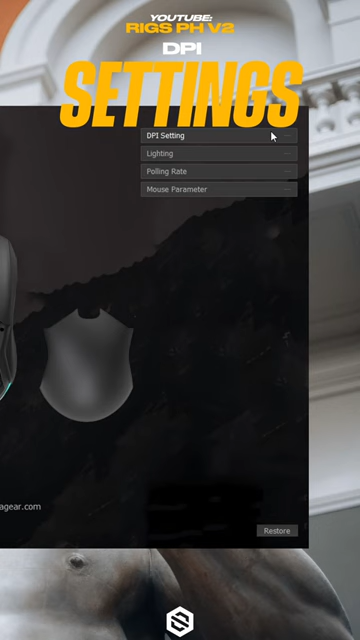 YOUTUBE:
RIGS PH V2
DPI
SETTINGS
DPI Setting
Lighting
Polling Rate
Mouse Parameter
agear.com
Restore